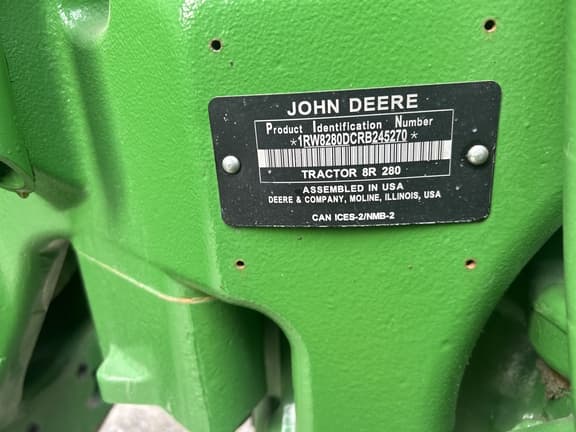 JOHN DEERE
Product Identification Number
*1RW8280DCRB245270*
TRACTOR 8R 280
ASSEMBLED IN USA
DEERE & COMPANY, MOLINE, ILLINOIS, USA
CAN ICES-2/NMB-2